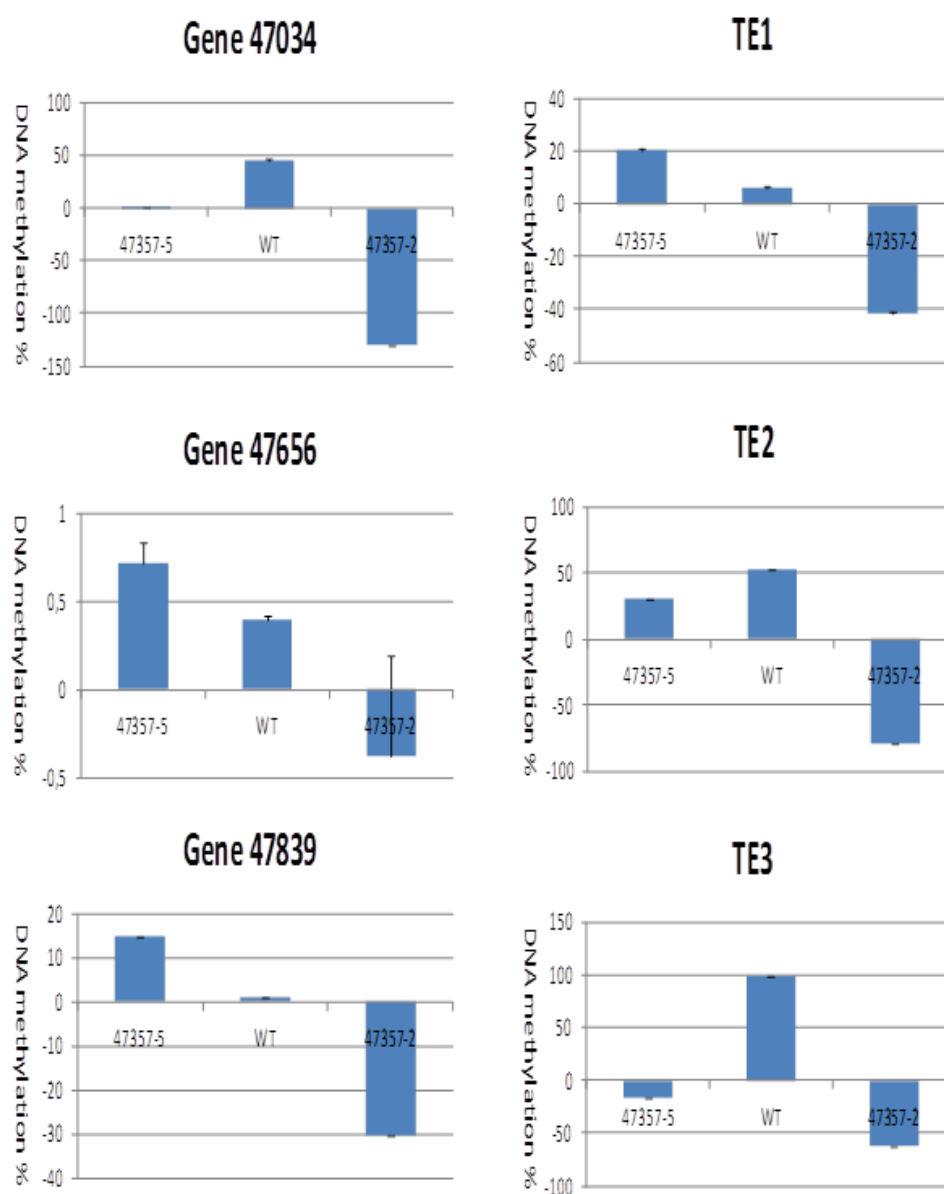 Gene 47034
DNA methylation %
100
50
0
-50
-100
-150
47357-5
WT
47357-2
TE1
DNA methylation %
40
20
0
-20
-40
-60
47357-5
WT
47357-2
Gene 47656
DNA methylation %
1
0,5
0
-0,5
47357-5
WT
47357-2
TE2
DNA methylation %
100
50
0
-50
-100
47357-5
WT
47357-2
Gene 47839
DNA methylation %
20
10
0
-10
-20
-30
-40
47357-5
WT
47357-2
TE3
DNA methylation %
150
100
50
0
-50
-100
47357-5
WT
47357-2